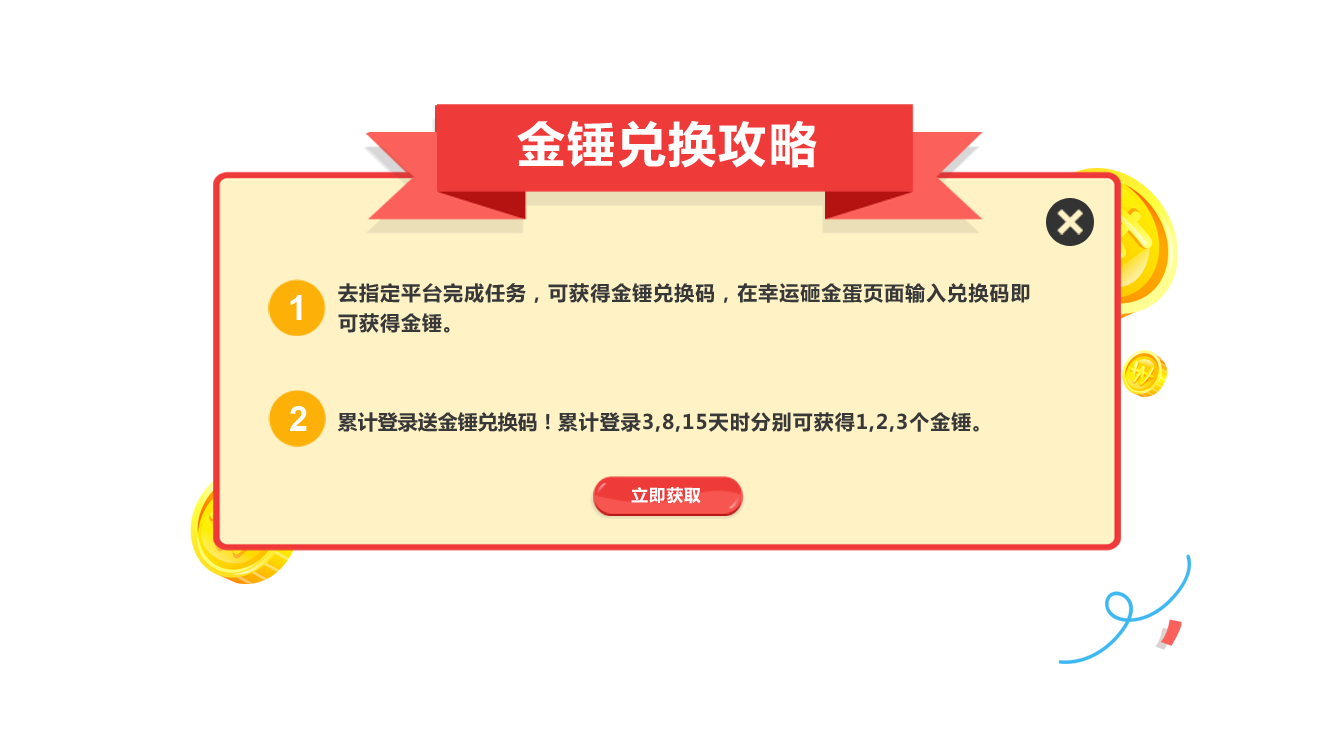 金锤兑换攻略
1
去指定平台完成任务，可获得金锤兑换码，在幸运砸金蛋页面输入兑换码即
可获得金锤。
2
累计登录送金锤兑换码！累计登录3,8,15天时分别可获得1,2,3个金锤。
立即获取